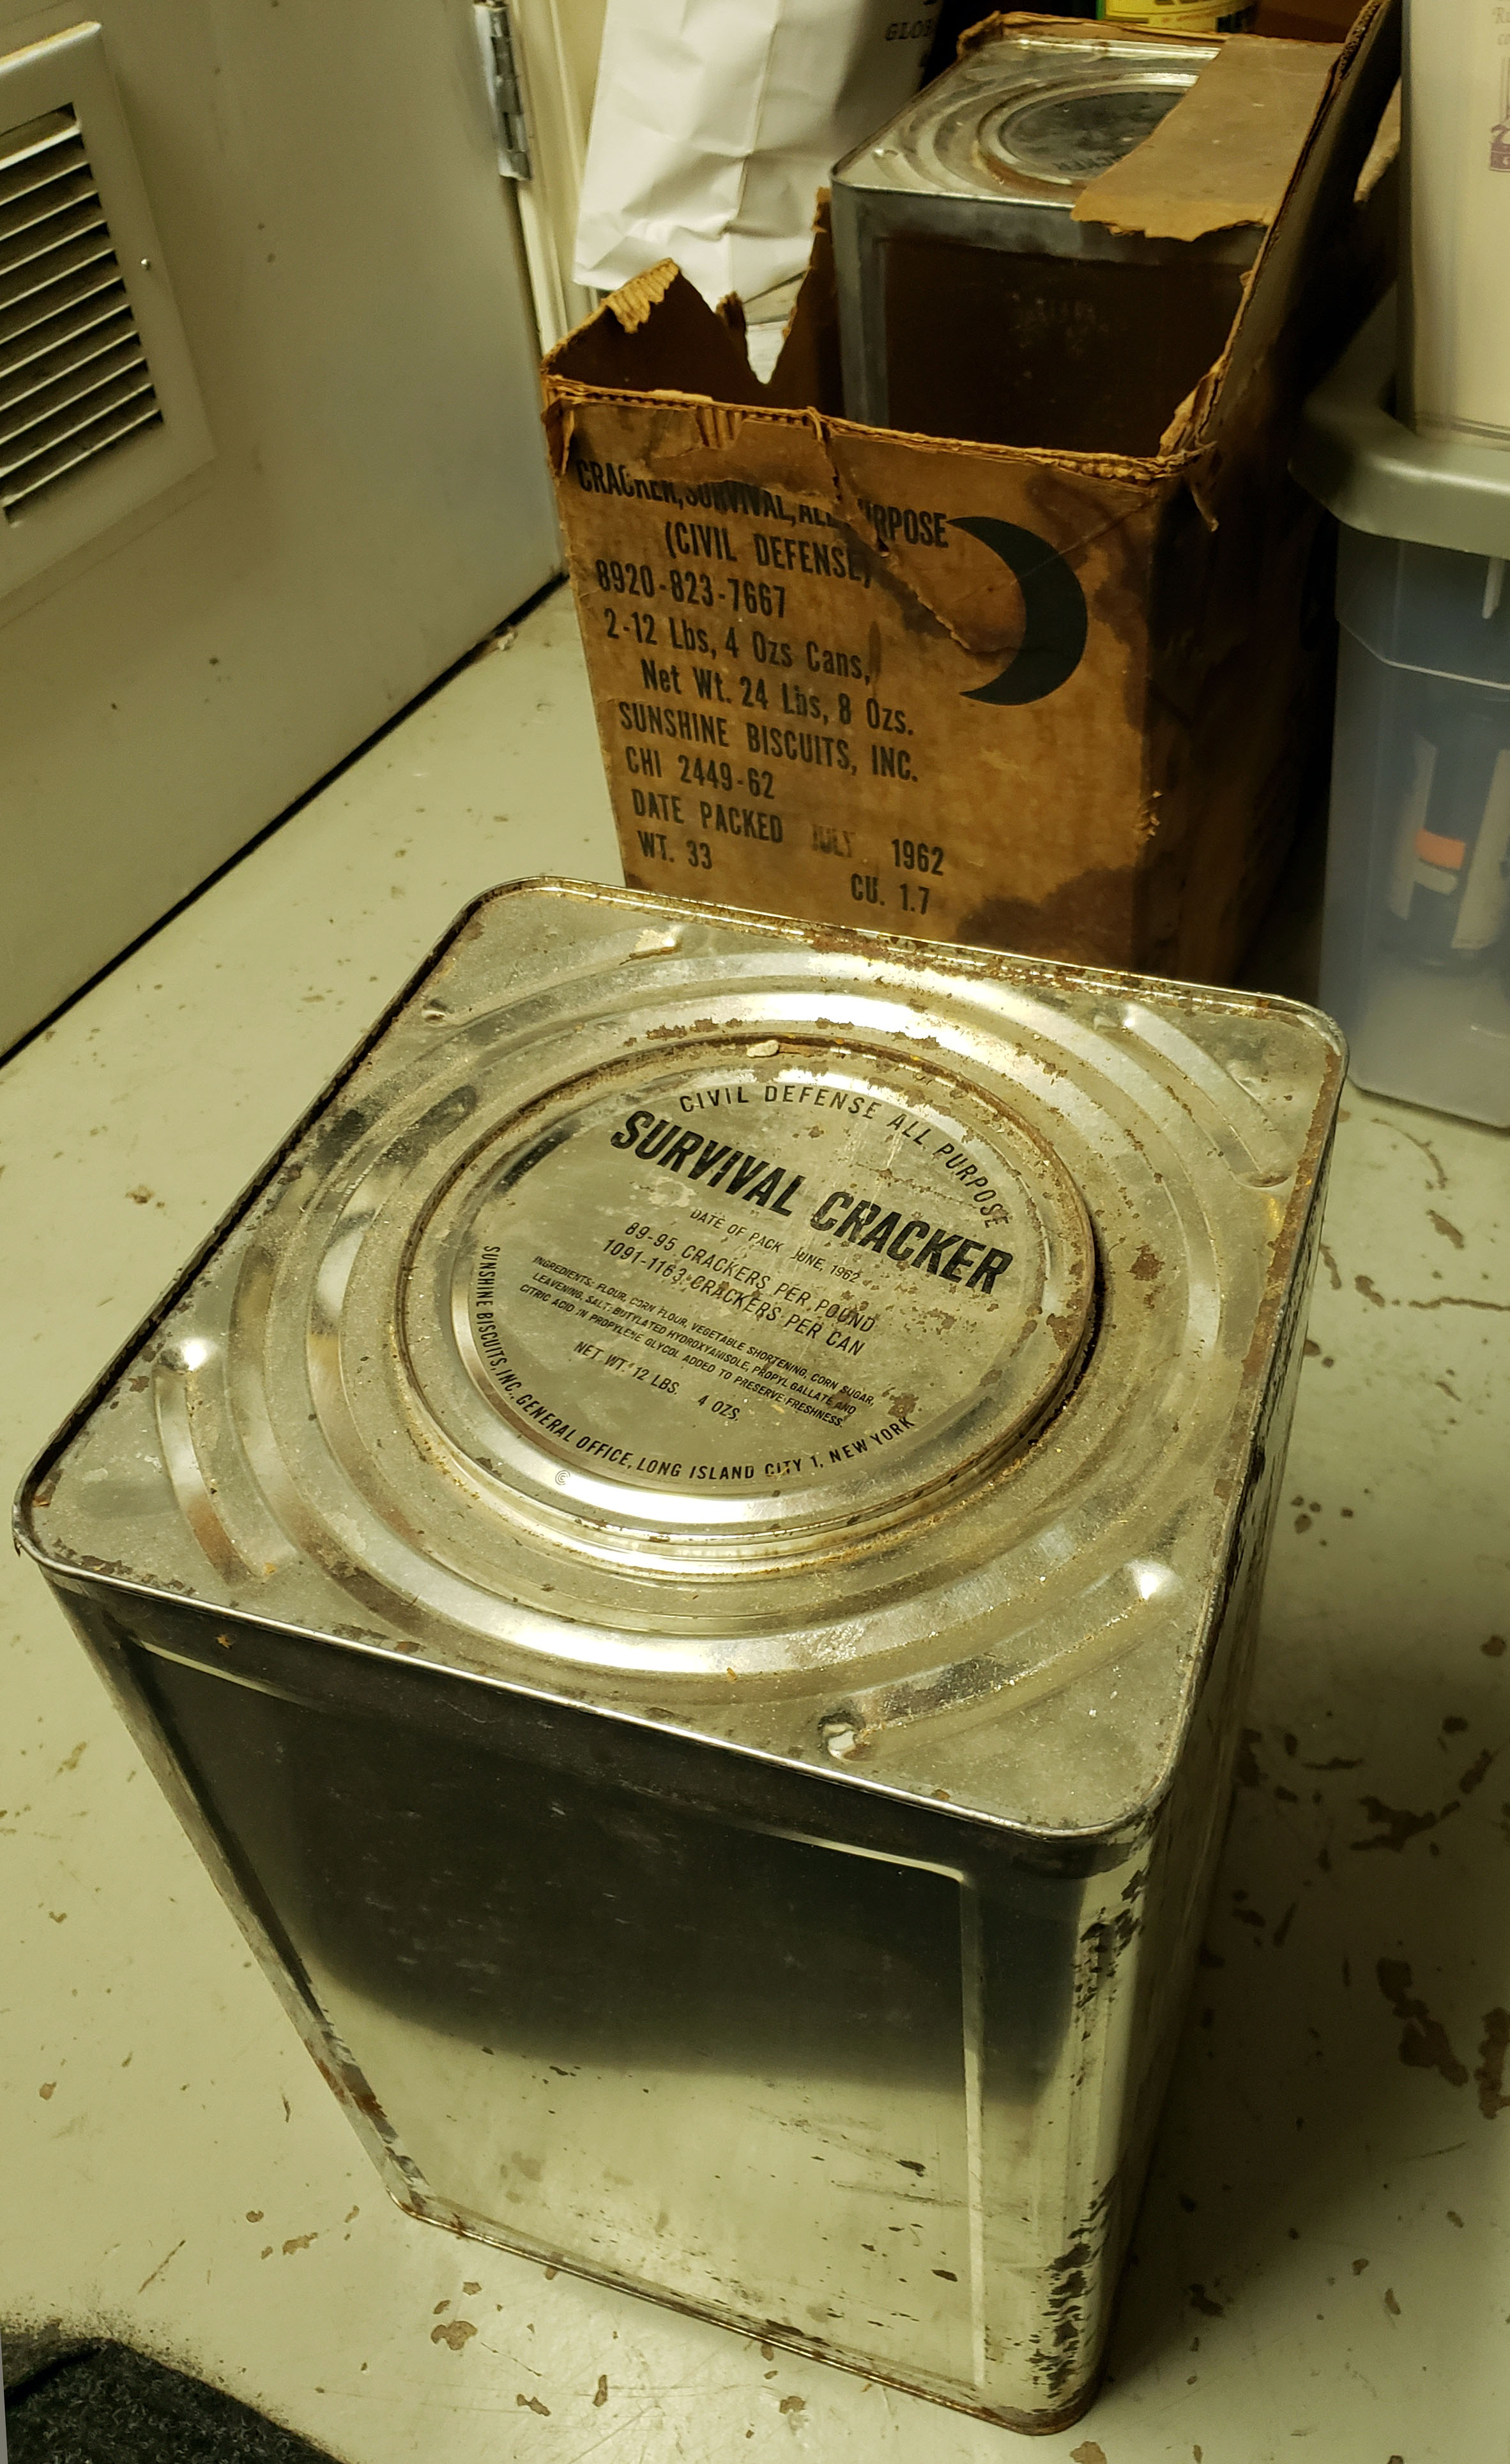 GLOB
CRACKER, SURVIVAL, ALL PURPOSE
(CIVIL DEFENSE)
8920-823-7667
2-12 Lbs, 4 Ozs Cans,
Net Wt. 24 Lbs, 8 Ozs.
SUNSHINE BISCUITS, INC.
CHI 2449-62
DATE PACKED JULY 1962
WT. 33
CU. 1.7
CIVIL DEFENSE ALL PURPOSE
SURVIVAL CRACKER
DATE OF PACK JUNE, 1962
89-95 CRACKERS PER POUND
1091-1163 CRACKERS PER CAN
INGREDIENTS: FLOUR, CORN FLOUR, VEGETABLE SHORTENING, CORN SUGAR,
LEAVENING, SALT. BUTYLATED HYDROXYANISOLE, PROPYL GALLATE AND
CITRIC ACID IN PROPYLENE GLYCOL ADDED TO PRESERVE FRESHNESS.
NET WT. 12 LBS. 4 OZS.
SUNSHINE BISCUITS, INC., GENERAL OFFICE, LONG ISLAND CITY 1, NEW YORK